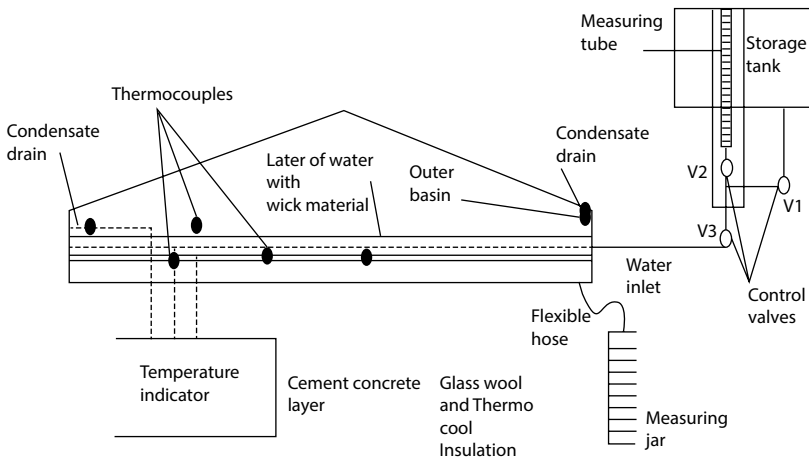 Measuring
tube
Storage
tank
Thermocouples
Condensate
drain
Later of water
with
wick material
Outer
basin
Condensate
drain
V2
V1
V3
Water
inlet
Control
valves
Flexible
hose
Temperature
indicator
Cement concrete
layer
Glass wool
and Thermo
cool
Insulation
Measuring
jar